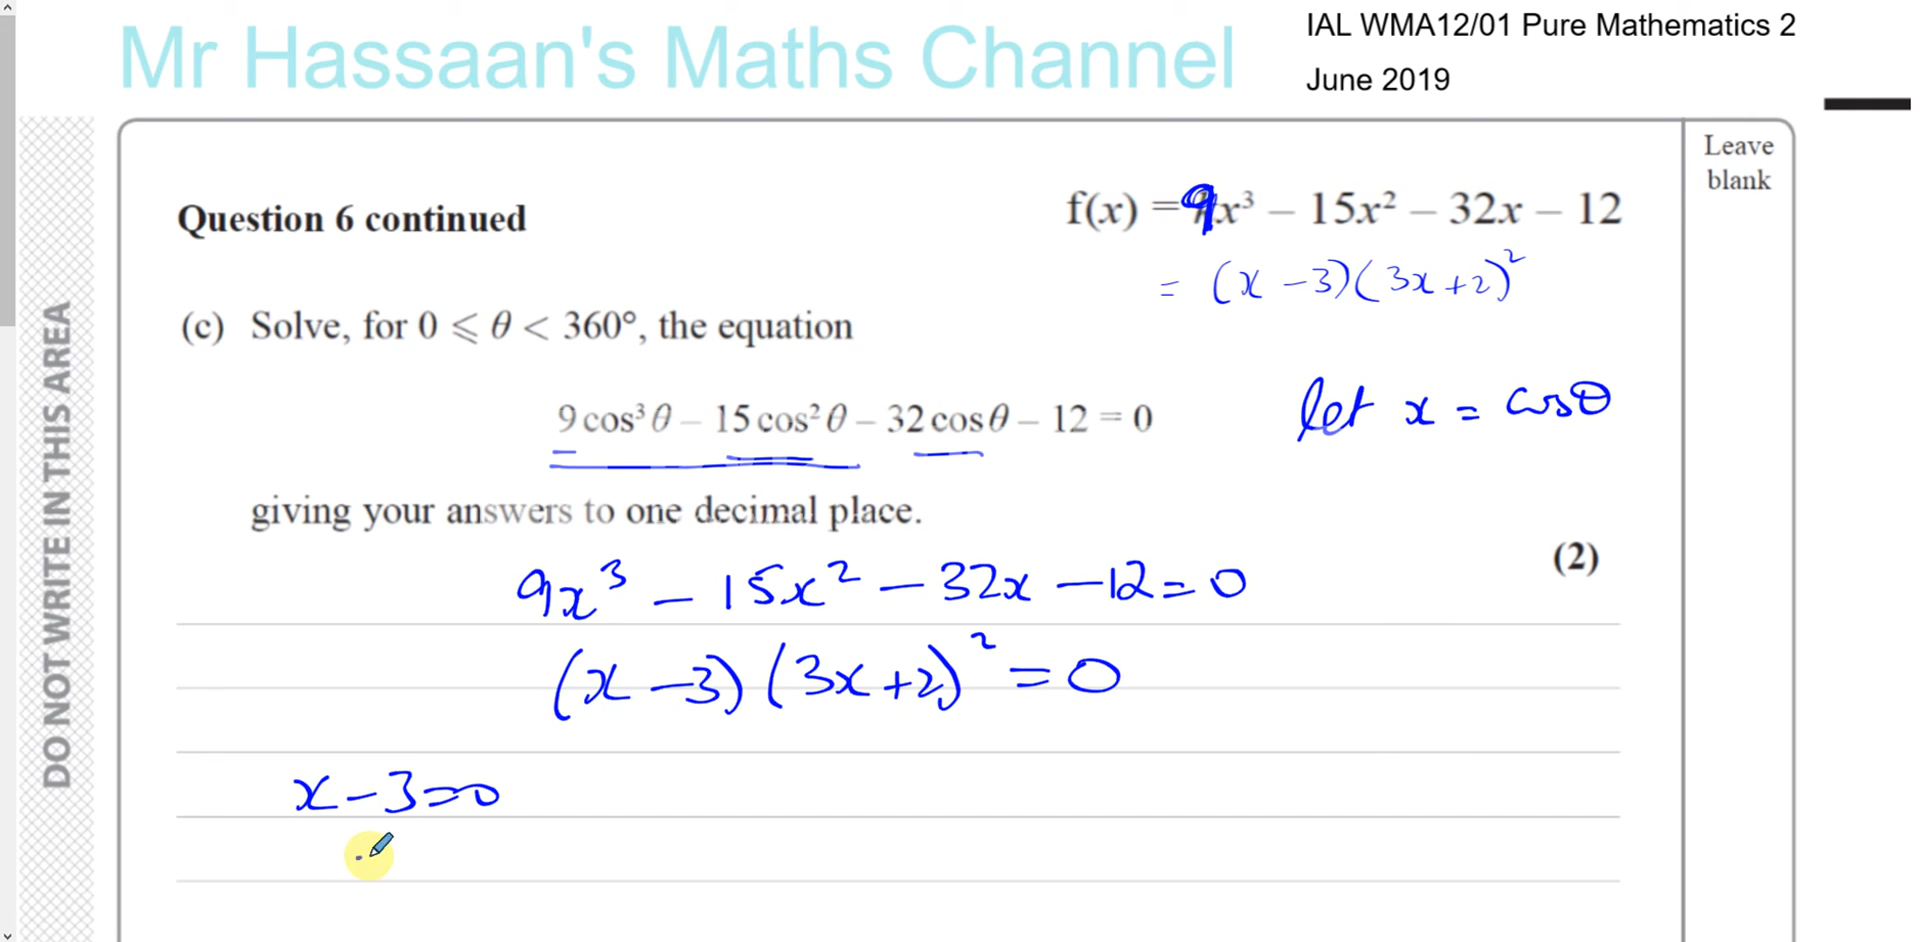 Mr Hassaan's Maths Channel
IAL WMA12/01 Pure Mathematics 2
June 2019
Leave
blank
DO NOT WRITE IN THIS AREA
Question 6 continued
f(x) = 9x³ − 15x² − 32x − 12
= (x − 3)(3x + 2)²
(c) Solve, for 0 ⩽ θ < 360°, the equation
9 cos³ θ − 15 cos² θ − 32 cos θ − 12 = 0
let x = cosθ
giving your answers to one decimal place.
(2)
9x³ − 15x² − 32x − 12 = 0
(x − 3)(3x + 2)² = 0
x − 3 = 0